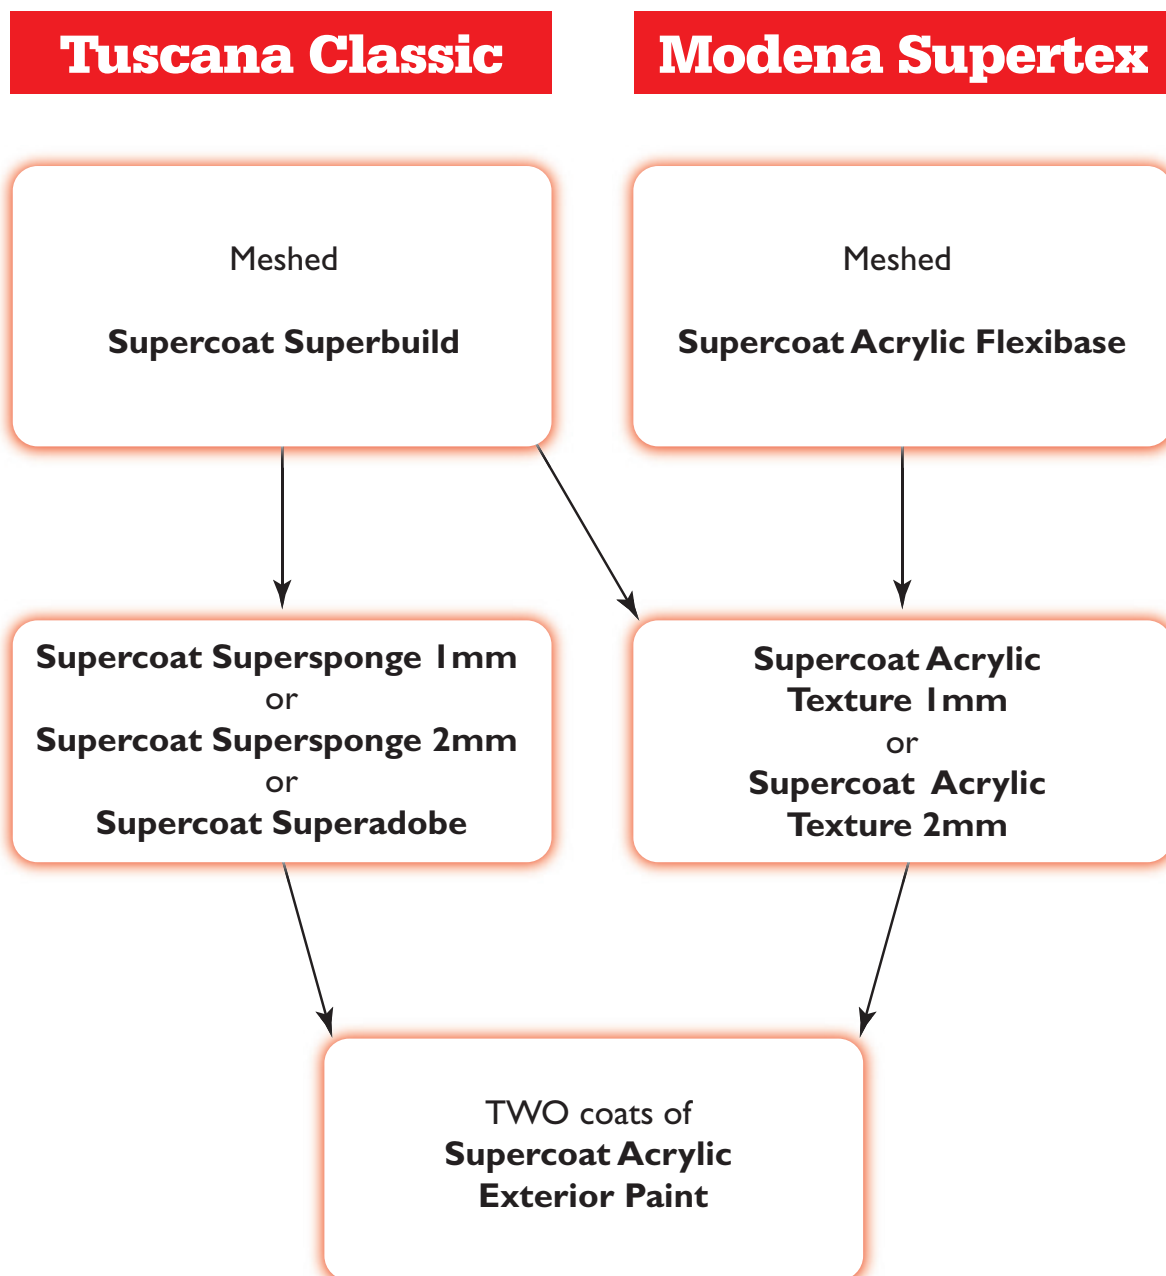 Tuscana Classic
Modena Supertex
Meshed
Supercoat Superbuild
Meshed
Supercoat Acrylic Flexibase
Supercoat Supersponge 1mm
or
Supercoat Supersponge 2mm
or
Supercoat Superadobe
Supercoat Acrylic
Texture 1mm
or
Supercoat Acrylic
Texture 2mm
TWO coats of
Supercoat Acrylic
Exterior Paint